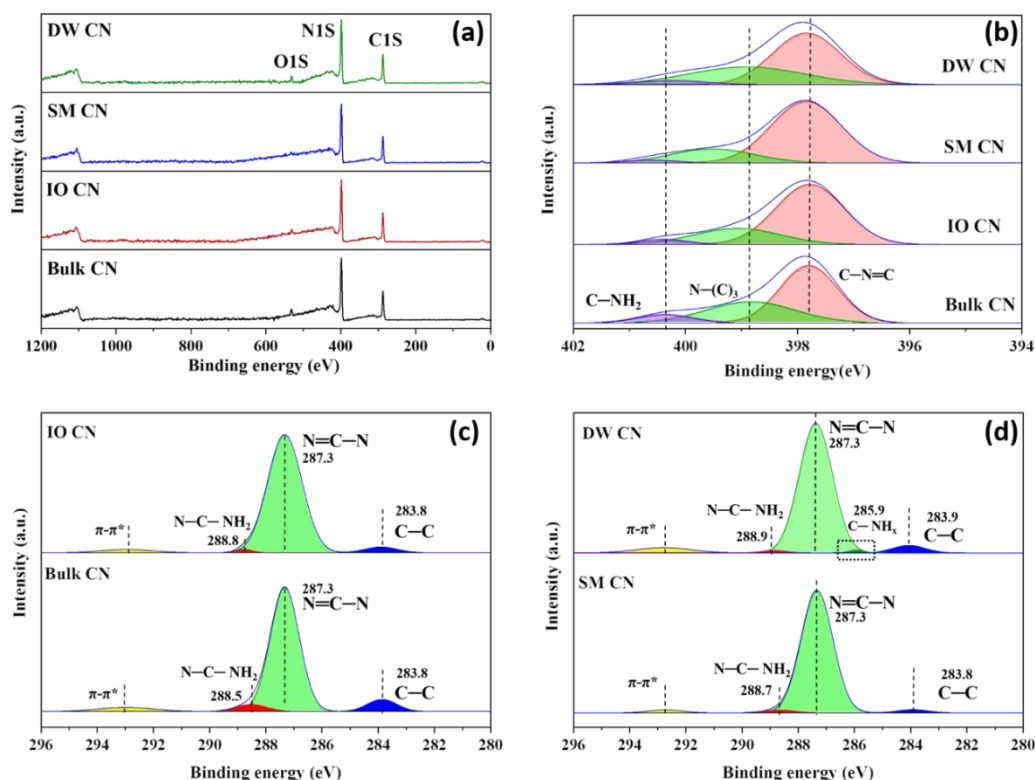 (a)
DW CN
N1S
C1S
O1S
SM CN
IO CN
Bulk CN
Intensity (a.u.)
1200 1000 800 600 400 200 0
Binding energy(eV)
(b)
DW CN
SM CN
IO CN
C—N=C
N—(C)3
C—NH2
Bulk CN
Intensity (a.u.)
402 400 398 396 394
Binding energy(eV)
(c)
IO CN
N=C—N
287.3
N—C— NH2
288.8
283.8
C—C
π-π*
Bulk CN
287.3
N=C—N
N—C— NH2
288.5
283.8
C—C
π-π*
Intensity (a.u.)
296 294 292 290 288 286 284 282 280
Binding energy (eV)
(d)
DW CN
N=C—N
287.3
N—C— NH2
288.9
285.9
C— NHx
283.9
C—C
π-π*
SM CN
N=C—N
287.3
N—C— NH2
288.7
283.8
C—C
π-π*
Intensity (a.u.)
296 294 292 290 288 286 284 282 280
Binding energy (eV)